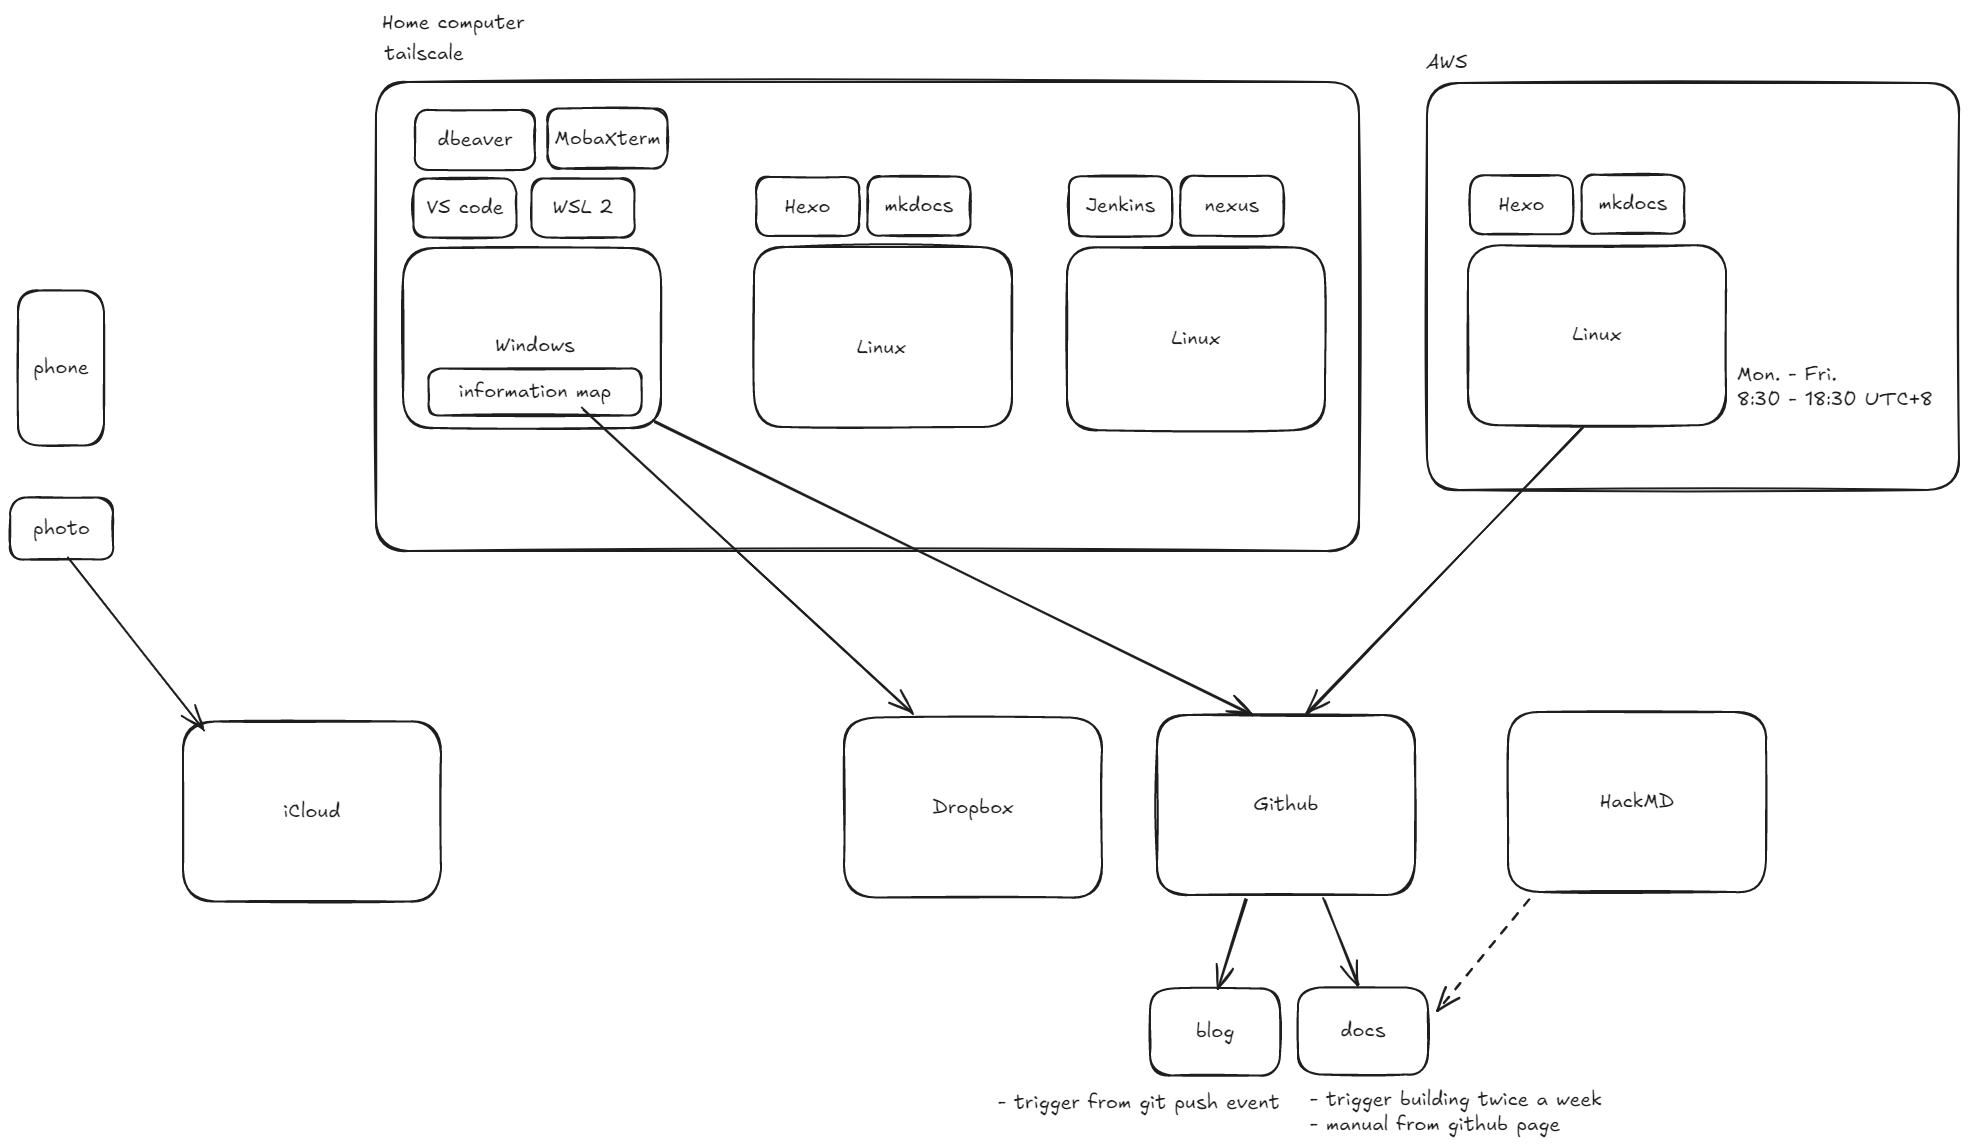 Home computer
tailscale
AWS
dbeaver
MobaXterm
VS code
WSL 2
Hexo
mkdocs
Jenkins
nexus
Hexo
mkdocs
Windows
information map
Linux
Linux
Linux
Mon. - Fri.
8:30 - 18:30 UTC+8
phone
photo
iCloud
Dropbox
Github
HackMD
blog
docs
- trigger from git push event
- trigger building twice a week
- manual from github page